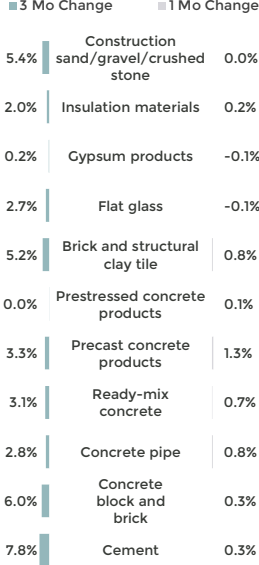 3 Mo Change 1 Mo Change
Construction
5.4% sand/gravel/crushed 0.0%
stone
2.0% Insulation materials 0.2%
0.2% Gypsum products -0.1%
2.7% Flat glass -0.1%
Brick and structural
5.2% 0.8%
clay tile
Prestressed concrete
0.0% 0.1%
products
Precast concrete
3.3% 1.3%
products
Ready-mix
3.1% 0.7%
concrete
2.8% Concrete pipe 0.8%
Concrete
6.0% block and 0.3%
brick
7.8% Cement 0.3%